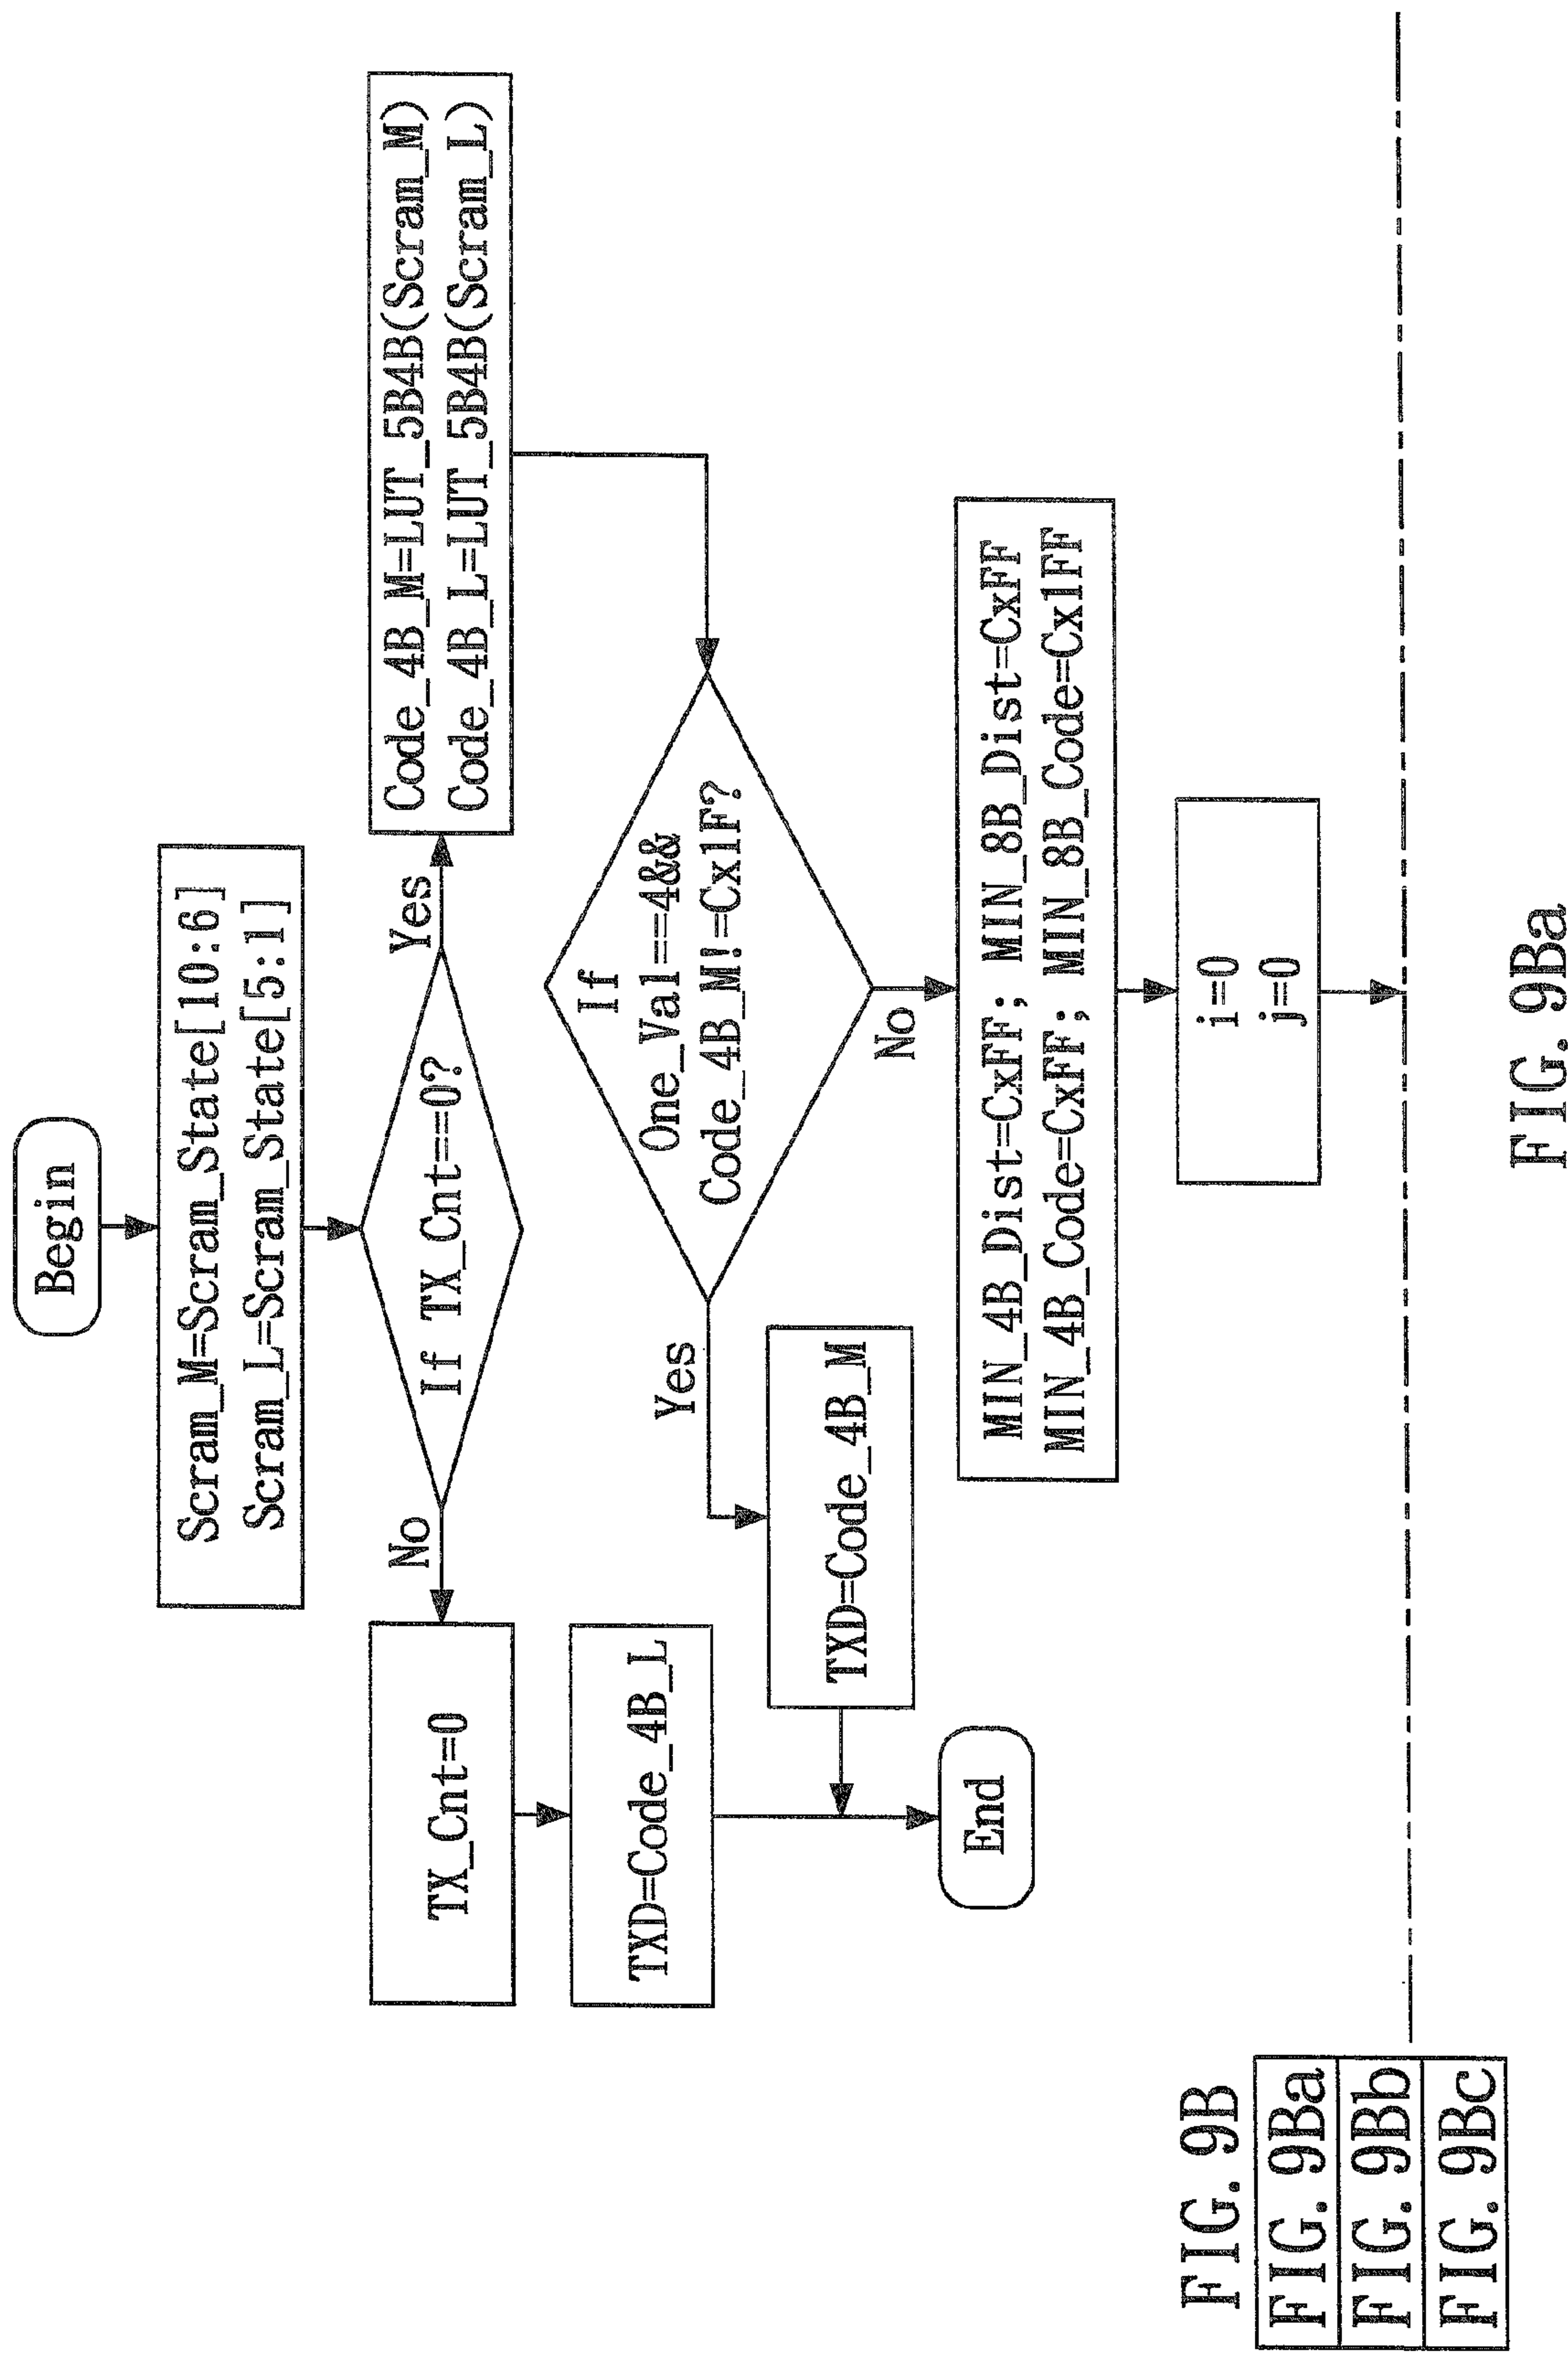 Begin
Scram_M=Scram_State[10:6]
Scram_L=Scram_State[5:1]
If TX_Cnt==0?
No
Yes
TX_Cnt=0
TXD=Code_4B_L
Code_4B_M=LUT_5B4B(Scram_M)
Code_4B_L=LUT_5B4B(Scram_L)
If
One_Val==4&&
Code_4B_M!=Cx1F?
Yes
No
TXD=Code_4B_M
End
MIN_4B_Dist=CxFF; MIN_8B_Dist=CxFF
MIN_4B_Code=CxFF; MIN_8B_Code=Cx1FF
i=0
j=0
FIG. 9B
FIG. 9Ba
FIG. 9Bb
FIG. 9Bc
FIG. 9Ba